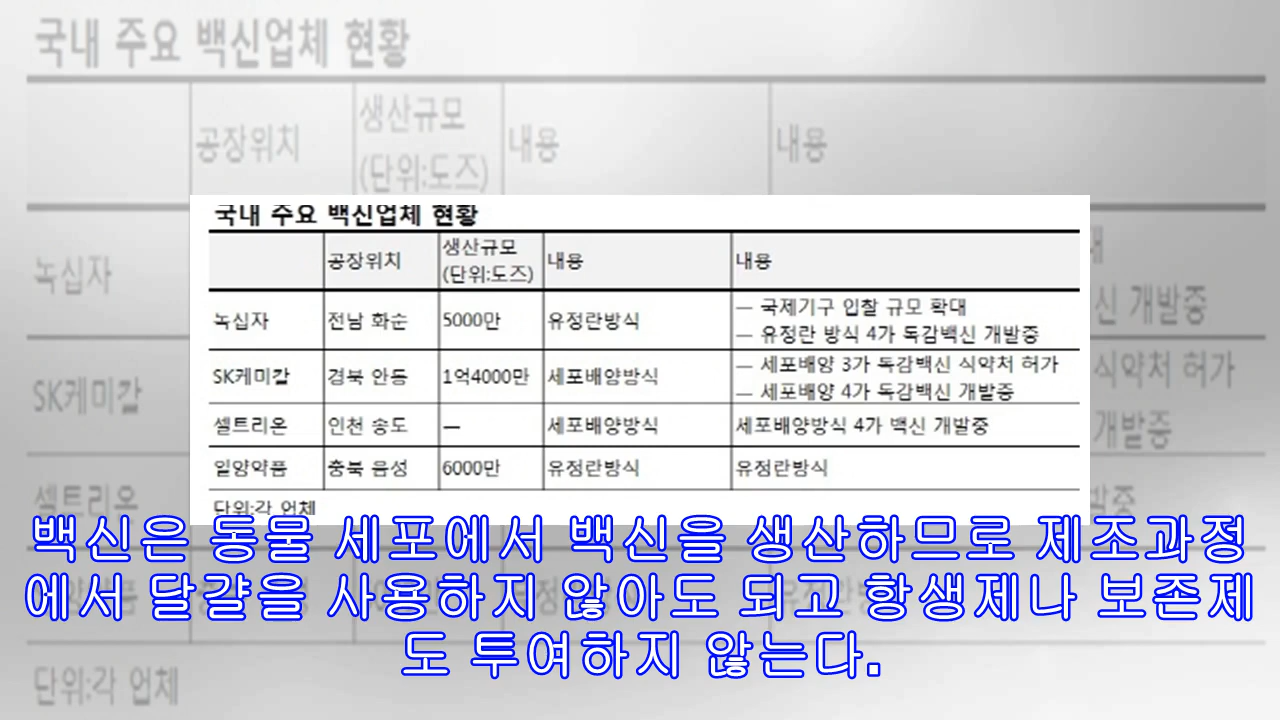 국내 주요 백신업체 현황
공장위치 생산규모 (단위:도즈) 내용 내용
녹십자 전남 화순 5000만 유정란방식 — 국제기구 입찰 규모 확대
— 유정란 방식 4가 독감백신 개발중
SK케미칼 경북 안동 1억4000만 세포배양방식 — 세포배양 3가 독감백신 식약처 허가
— 세포배양 4가 독감백신 개발중
셀트리온 인천 송도 — 세포배양방식 세포배양방식 4가 백신 개발중
일양약품 충북 음성 6000만 유정란방식 유정란방식
단위:각 업체
백신은 동물 세포에서 백신을 생산하므로 제조과정
에서 달걀을 사용하지 않아도 되고 항생제나 보존제
도 투여하지 않는다.